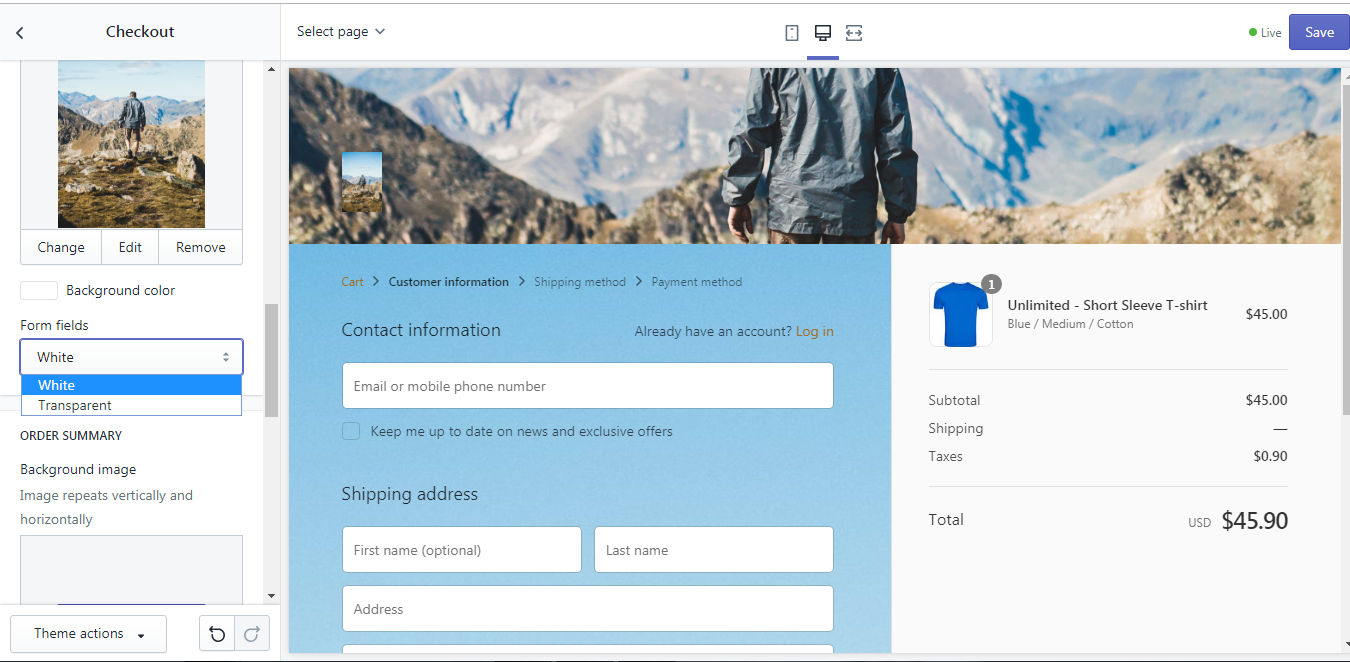 Checkout
Select page
Live
Save
Change Edit Remove
Background color
Form fields
White
White
Transparent
ORDER SUMMARY
Background image
Image repeats vertically and
horizontally
Theme actions
Cart > Customer information > Shipping method > Payment method
Contact information
Already have an account? Log in
Email or mobile phone number
Keep me up to date on news and exclusive offers
Shipping address
First name (optional) Last name
Address
1
Unlimited - Short Sleeve T-shirt $45.00
Blue / Medium / Cotton
Subtotal $45.00
Shipping —
Taxes $0.90
Total USD $45.90